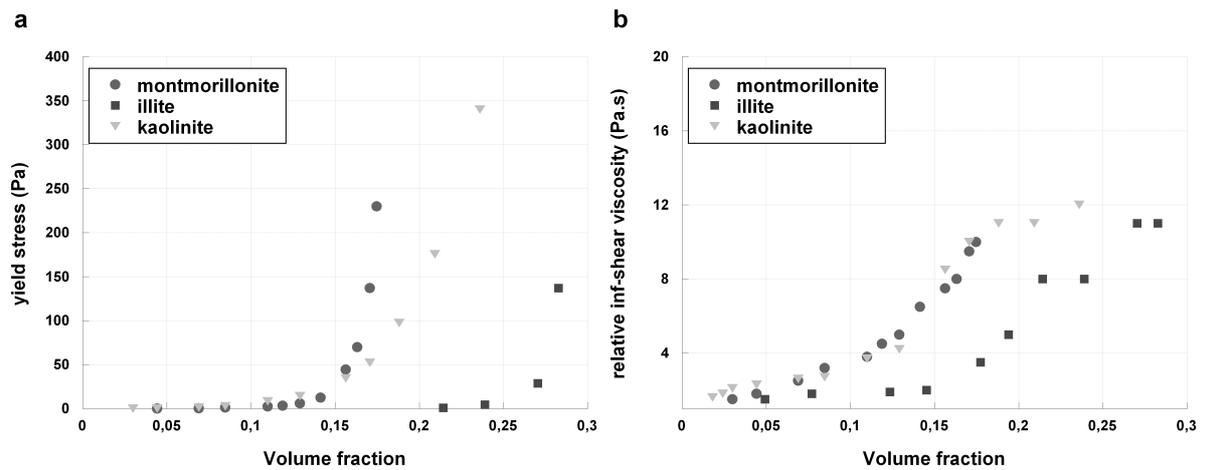 a
yield stress (Pa)
400
350
300
250
200
150
100
50
0
montmorillonite
illite
kaolinite
0 0,05 0,1 0,15 0,2 0,25 0,3
Volume fraction
b
relative inf-shear viscosity (Pa.s)
20
16
12
8
4
montmorillonite
illite
kaolinite
0 0,05 0,1 0,15 0,2 0,25 0,3
Volume fraction